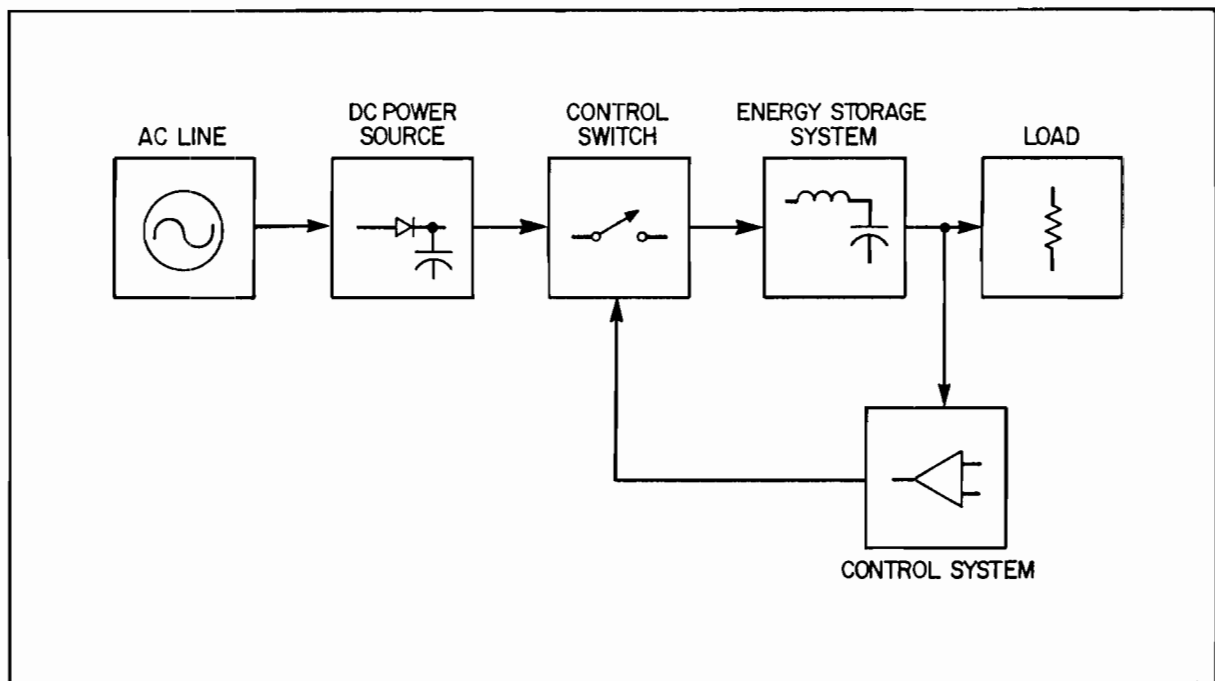 AC LINE
DC POWER
SOURCE
CONTROL
SWITCH
ENERGY STORAGE
SYSTEM
LOAD
CONTROL SYSTEM